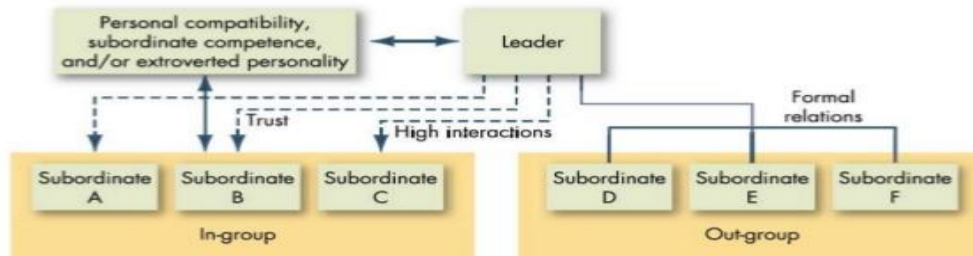 Personal compatibility,
subordinate competence,
and/or extroverted personality
Leader
Trust
High interactions
Formal
relations
Subordinate
A
Subordinate
B
Subordinate
C
In-group
Subordinate
D
Subordinate
E
Subordinate
F
Out-group